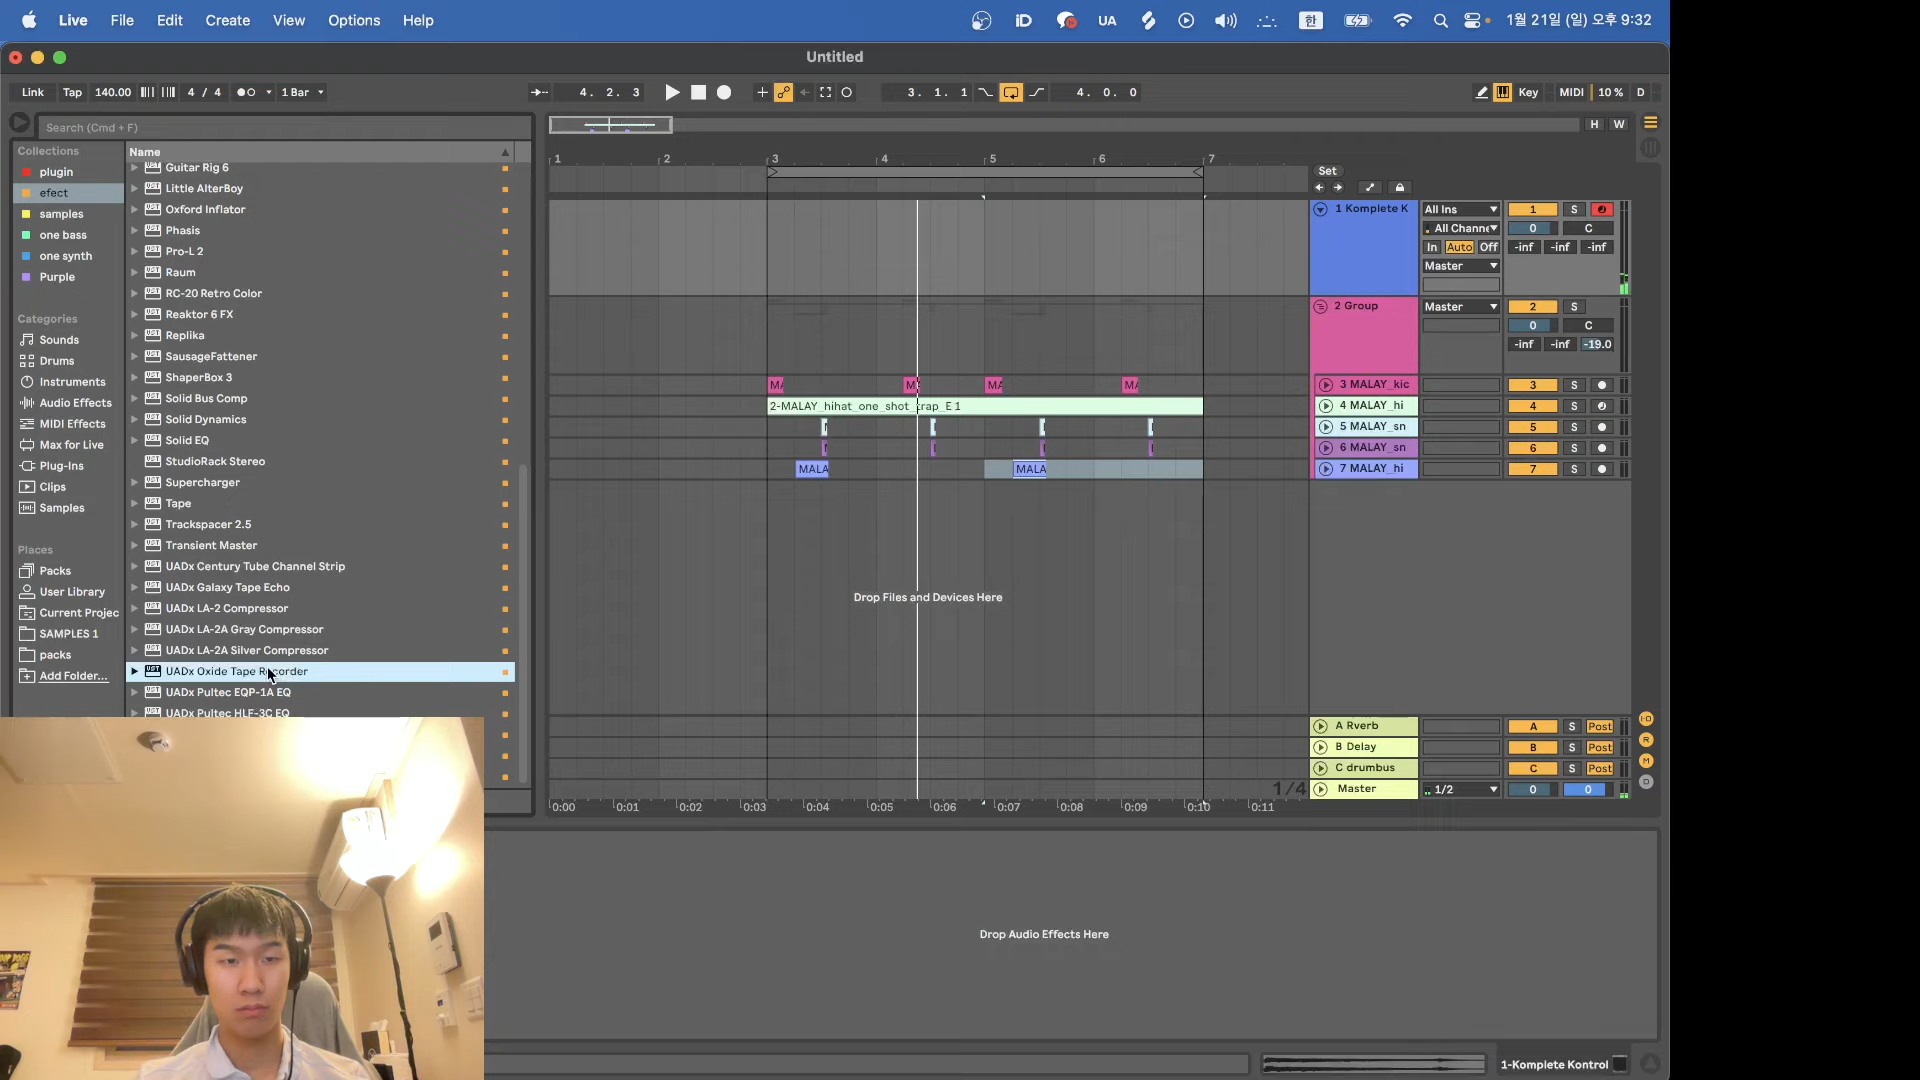 Live File Edit Create View Options Help iD UA 한 1월 21일 (일) 오후 9:32
Untitled
Link Tap 140.00 4 / 4 1 Bar 4. 2. 3 3. 1. 1 4. 0. 0 Key MIDI 10 % D
Search (Cmd + F)
H W
Collections
plugin
efect
samples
one bass
one synth
Purple
Categories
Sounds
Drums
Instruments
Audio Effects
MIDI Effects
Max for Live
Plug-Ins
Clips
Samples
Places
Packs
User Library
Current Projec
SAMPLES 1
packs
Add Folder...
Name
Guitar Rig 6
Little AlterBoy
Oxford Inflator
Phasis
Pro-L 2
Raum
RC-20 Retro Color
Reaktor 6 FX
Replika
SausageFattener
ShaperBox 3
Solid Bus Comp
Solid Dynamics
Solid EQ
StudioRack Stereo
Supercharger
Tape
Trackspacer 2.5
Transient Master
UADx Century Tube Channel Strip
UADx Galaxy Tape Echo
UADx LA-2 Compressor
UADx LA-2A Gray Compressor
UADx LA-2A Silver Compressor
UADx Oxide Tape Recorder
UADx Pultec EQP-1A EQ
UADx Pultec HLF-3C EQ
1 2 3 4 5 6 7
Set
1 Komplete K All Ins 1 S
All Channe 0 C
In Auto Off -inf -inf -inf
Master
2 Group Master 2 S
0 C
-inf -inf -19.0
MA M MA MA 3 MALAY_kic 3 S
2-MALAY_hihat_one_shot_trap_E 1 4 MALAY_hi 4 S
5 MALAY_sn 5 S
6 MALAY_sn 6 S
MALA MALA 7 MALAY_hi 7 S
Drop Files and Devices Here
A Rverb A S Post
B Delay B S Post
C drumbus C S Post
1/4 Master 1/2 0 0
0:00 0:01 0:02 0:03 0:04 0:05 0:06 0:07 0:08 0:09 0:10 0:11
Drop Audio Effects Here
1-Komplete Kontrol